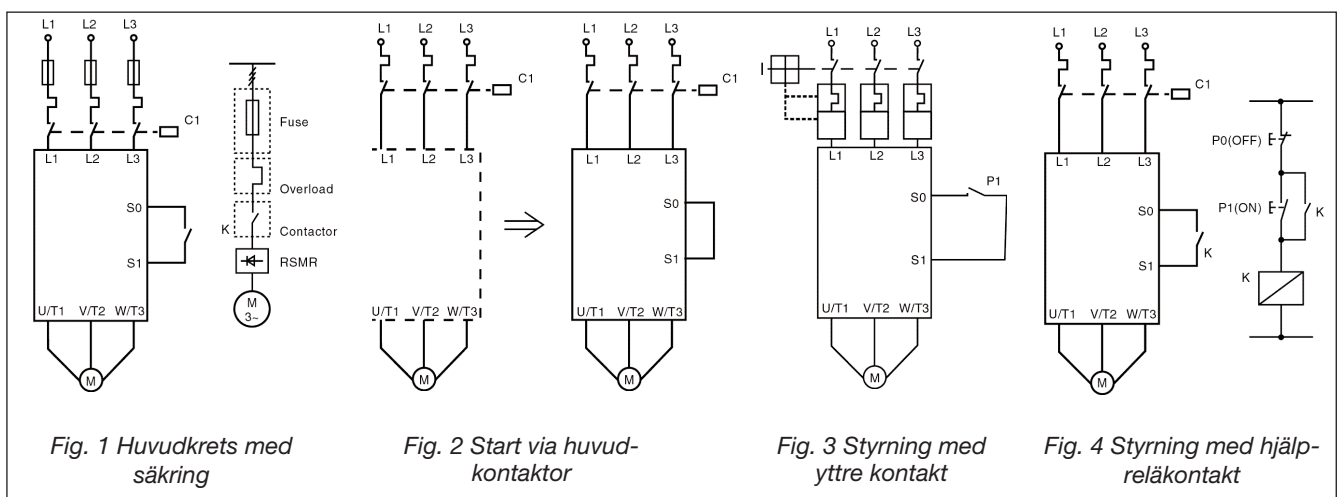 L1 L2 L3
C1
L1 L2 L3
S0
S1
U/T1 V/T2 W/T3
M
Fuse
Overload
K Contactor
RSMR
M
3~
Fig. 1 Huvudkrets med
säkring
L1 L2 L3
C1
L1 L2 L3
U/T1 V/T2 W/T3
M
L1 L2 L3
C1
L1 L2 L3
S0
S1
U/T1 V/T2 W/T3
M
Fig. 2 Start via huvud-
kontaktor
L1 L2 L3
I
L1 L2 L3
S0
P1
S1
U/T1 V/T2 W/T3
M
Fig. 3 Styrning med
yttre kontakt
L1 L2 L3
C1
L1 L2 L3
S0
K
S1
U/T1 V/T2 W/T3
M
P0(OFF)
P1(ON) K
K
Fig. 4 Styrning med hjälp-
reläkontakt